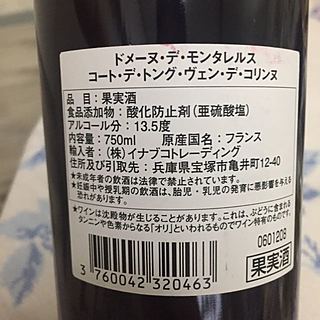 ドメーヌ・デ・モンタレルス
コート・デ・トング・ヴェン・デ・コリンヌ
品目：果実酒
食品添加物：酸化防止剤（亜硫酸塩）
アルコール分：13.5度
内容量：750ml　原産国名：フランス
輸入者：（株）イナブコトレーディング
住所及び引取先：兵庫県宝塚市亀井町12-40
★未成年者の飲酒は法律で禁止されています。
★妊娠中や授乳期の飲酒は、胎児・乳児の発育に悪影響を与える
恐れがあります。
★ワインは沈殿物が生じることがあります。これは、ぶどうに含まれる
タンニンや色素からなる「オリ」といわれるものでワイン特有のものです。
0601208
果実酒
3 760042 320463